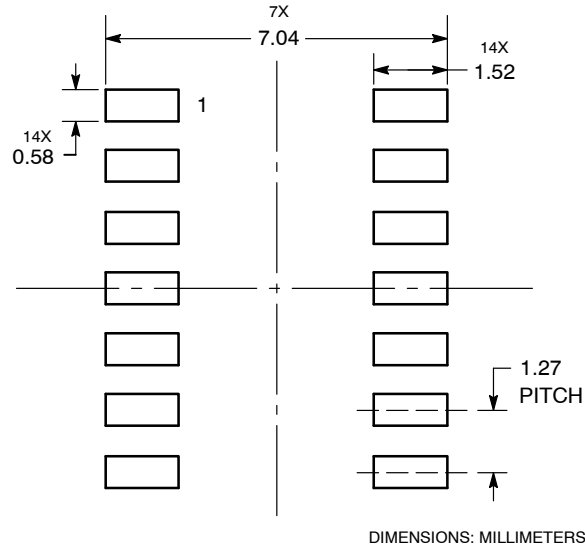 7X
7.04
14X
1.52
1
14X
0.58
1.27
PITCH
DIMENSIONS: MILLIMETERS